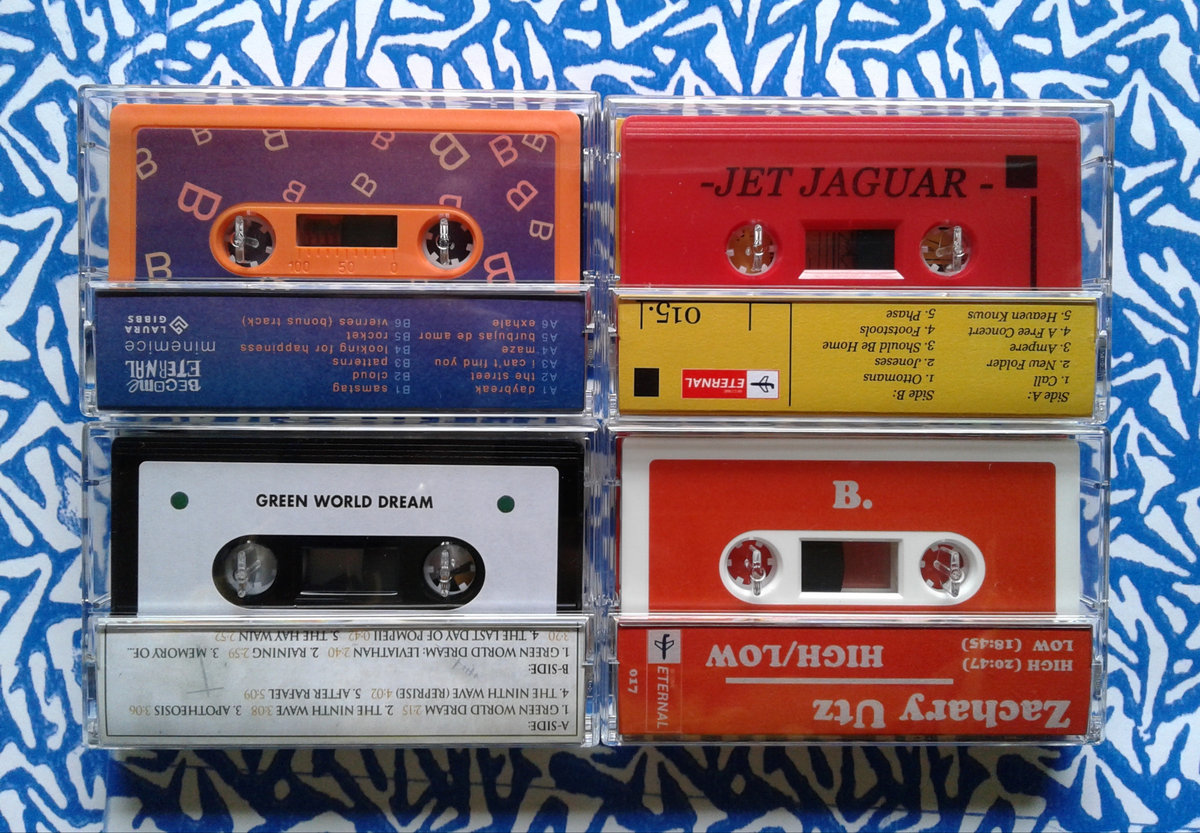 B B B B B B
B B B B B
B B
100 50 0
A1 daybreak
A2 the street
A3 i can't find you
A4 maze
A5 burbujas de amor
A6 exhale
B1 samstag
B2 cloud
B3 patterns
B4 looking for happiness
B5 rocket
B6 viernes (bonus track)
BECOME
ETERNAL
minemice
LAURA
GIBBS
-JET JAGUAR -
Side A:
1. Call
2. New Folder
3. Ampere
4. A Free Concert
5. Heaven Knows
Side B:
1. Ottomans
2. Joneses
3. Should Be Home
4. Footstools
5. Phase
ETERNAL
015.
GREEN WORLD DREAM
A-SIDE:
1. GREEN WORLD DREAM 2:15 2. THE NINTH WAVE 3:08 3. APOTHEOSIS 3:06
4. THE NINTH WAVE (REPRISE) 4:02 5. AFTER RAFAEL 5:09
B-SIDE:
1. GREEN WORLD DREAM: LEVIATHAN 2:40 2. RAINING 2:59 3. MEMORY OF...
3:20 4. THE LAST DAY OF POMPEII 0:42 5. THE HAY WAIN 2:52
B.
Zachary Utz
HIGH/LOW
HIGH (20:47)
LOW (18:45)
ETERNAL
017